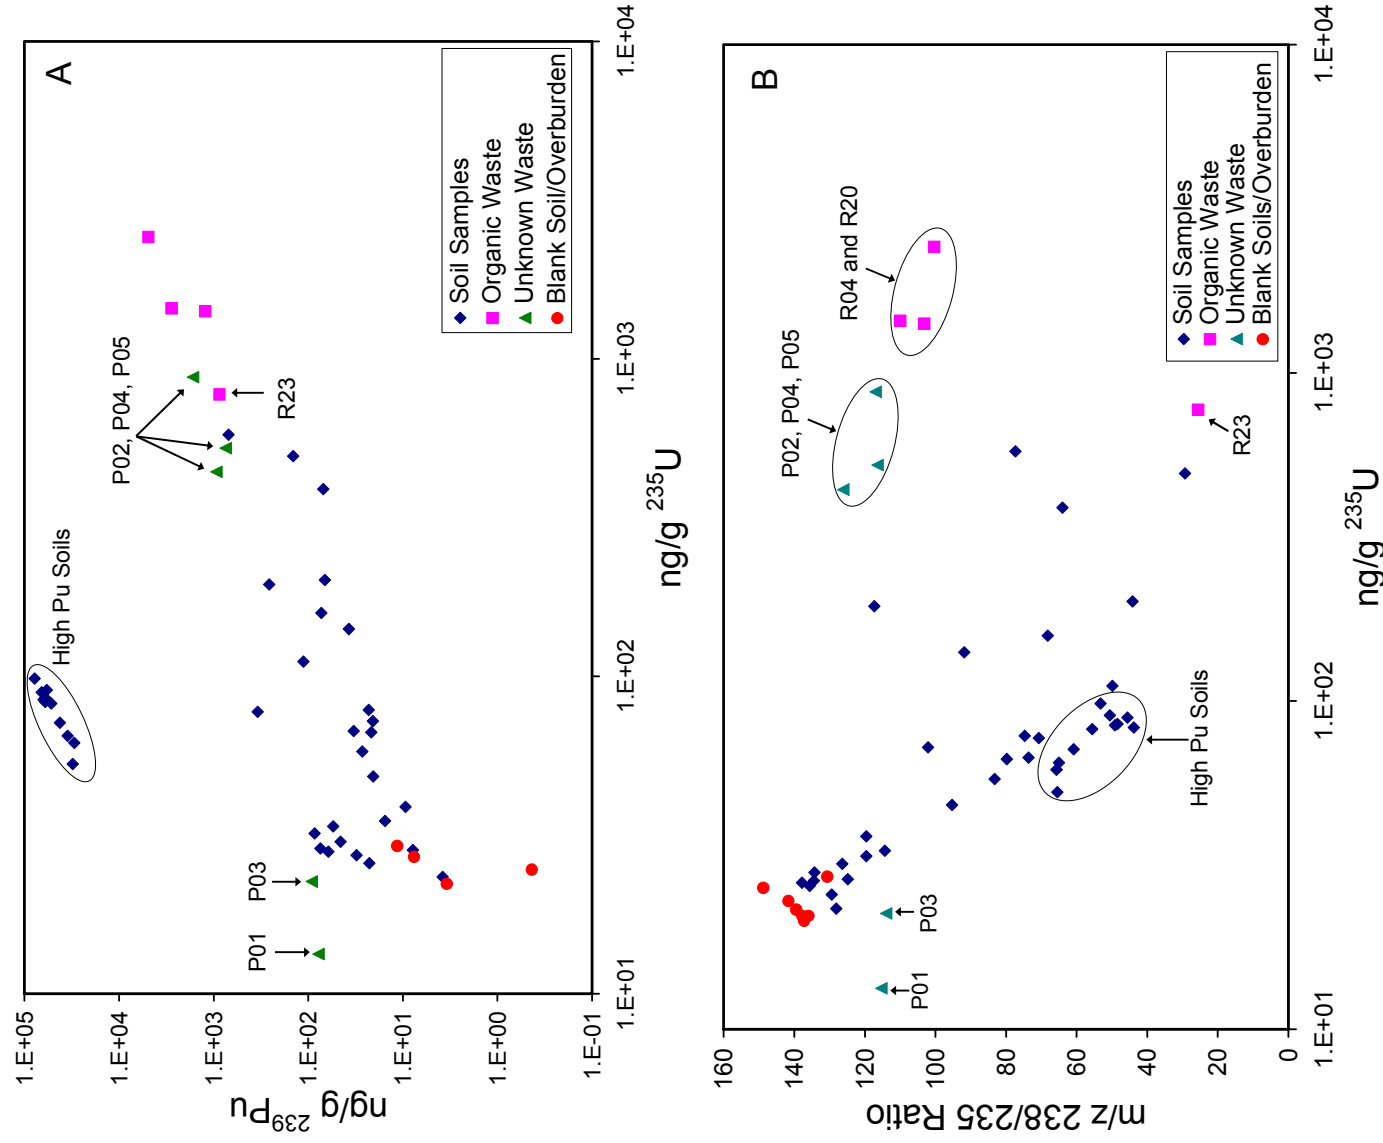 A
1.E+05
1.E+04
1.E+03
1.E+02
1.E+01
1.E+00
1.E-01
ng/g 239Pu
1.E+01
1.E+02
1.E+03
1.E+04
ng/g 235U
High Pu Soils
P02, P04, P05
R23
P03
P01
Soil Samples
Organic Waste
Unknown Waste
Blank Soil/Overburden
B
160
140
120
100
80
60
40
20
0
m/z 238/235 Ratio
1.E+01
1.E+02
1.E+03
1.E+04
ng/g 235U
R04 and R20
P02, P04, P05
R23
High Pu Soils
P03
P01
Soil Samples
Organic Waste
Unknown Waste
Blank Soils/Overburden